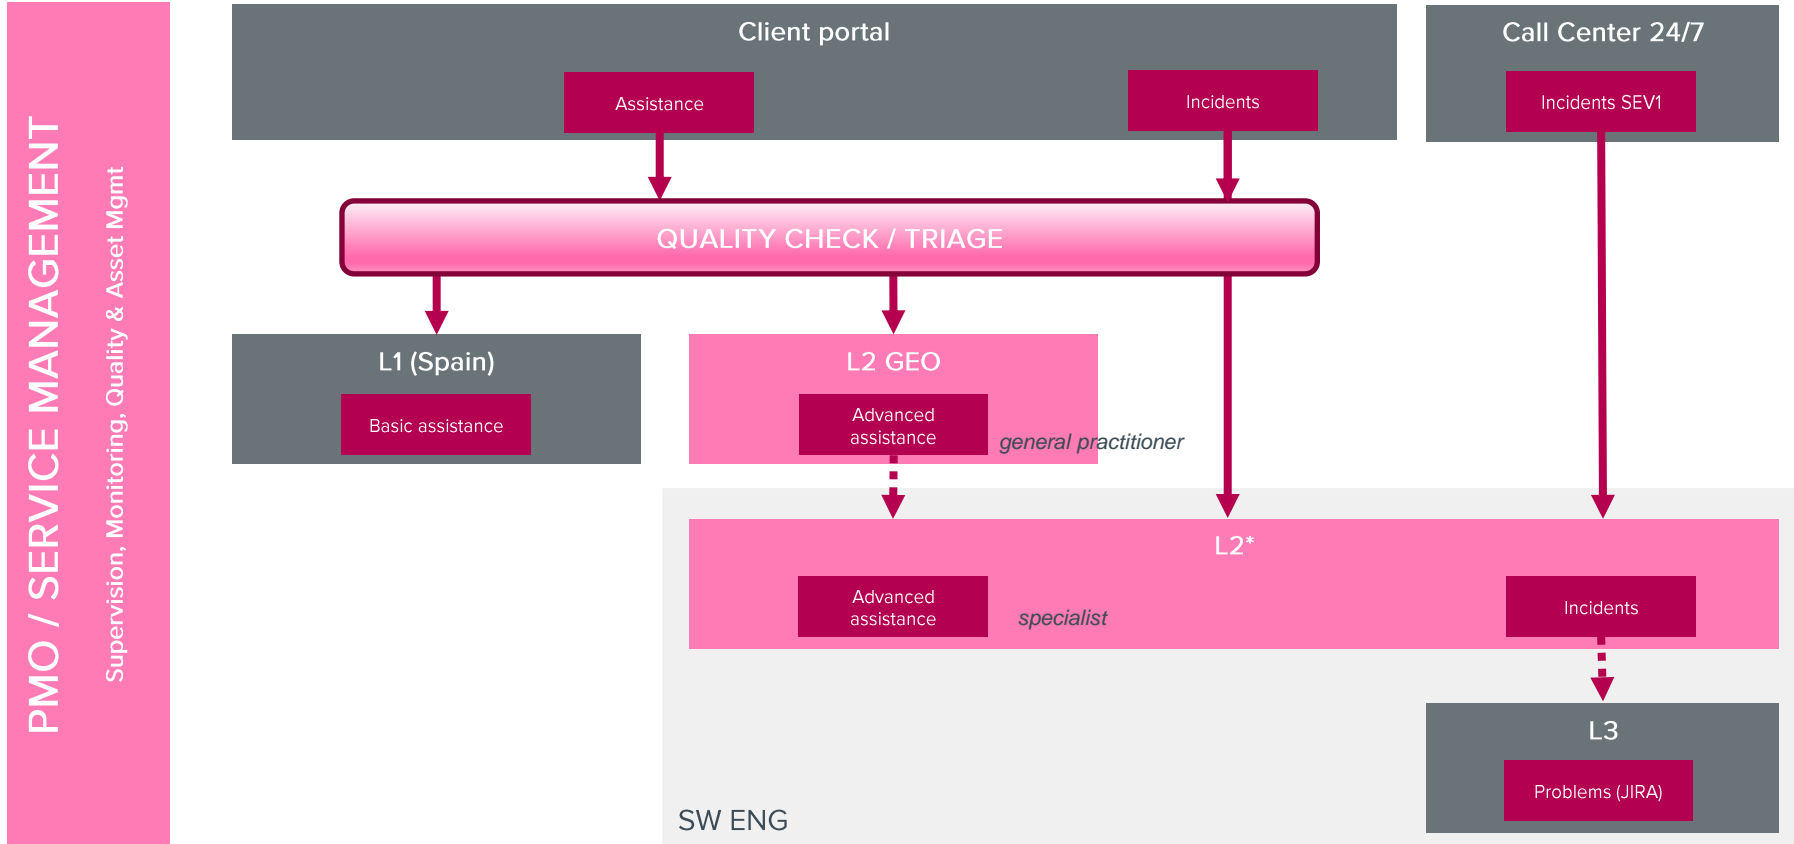 PMO / SERVICE MANAGEMENT
Supervision, Monitoring, Quality & Asset Mgmt
Client portal
Assistance
Incidents
Call Center 24/7
Incidents SEV1
QUALITY CHECK / TRIAGE
L1 (Spain)
Basic assistance
L2 GEO
Advanced
assistance
general practitioner
L2*
Advanced
assistance
specialist
Incidents
L3
Problems (JIRA)
SW ENG